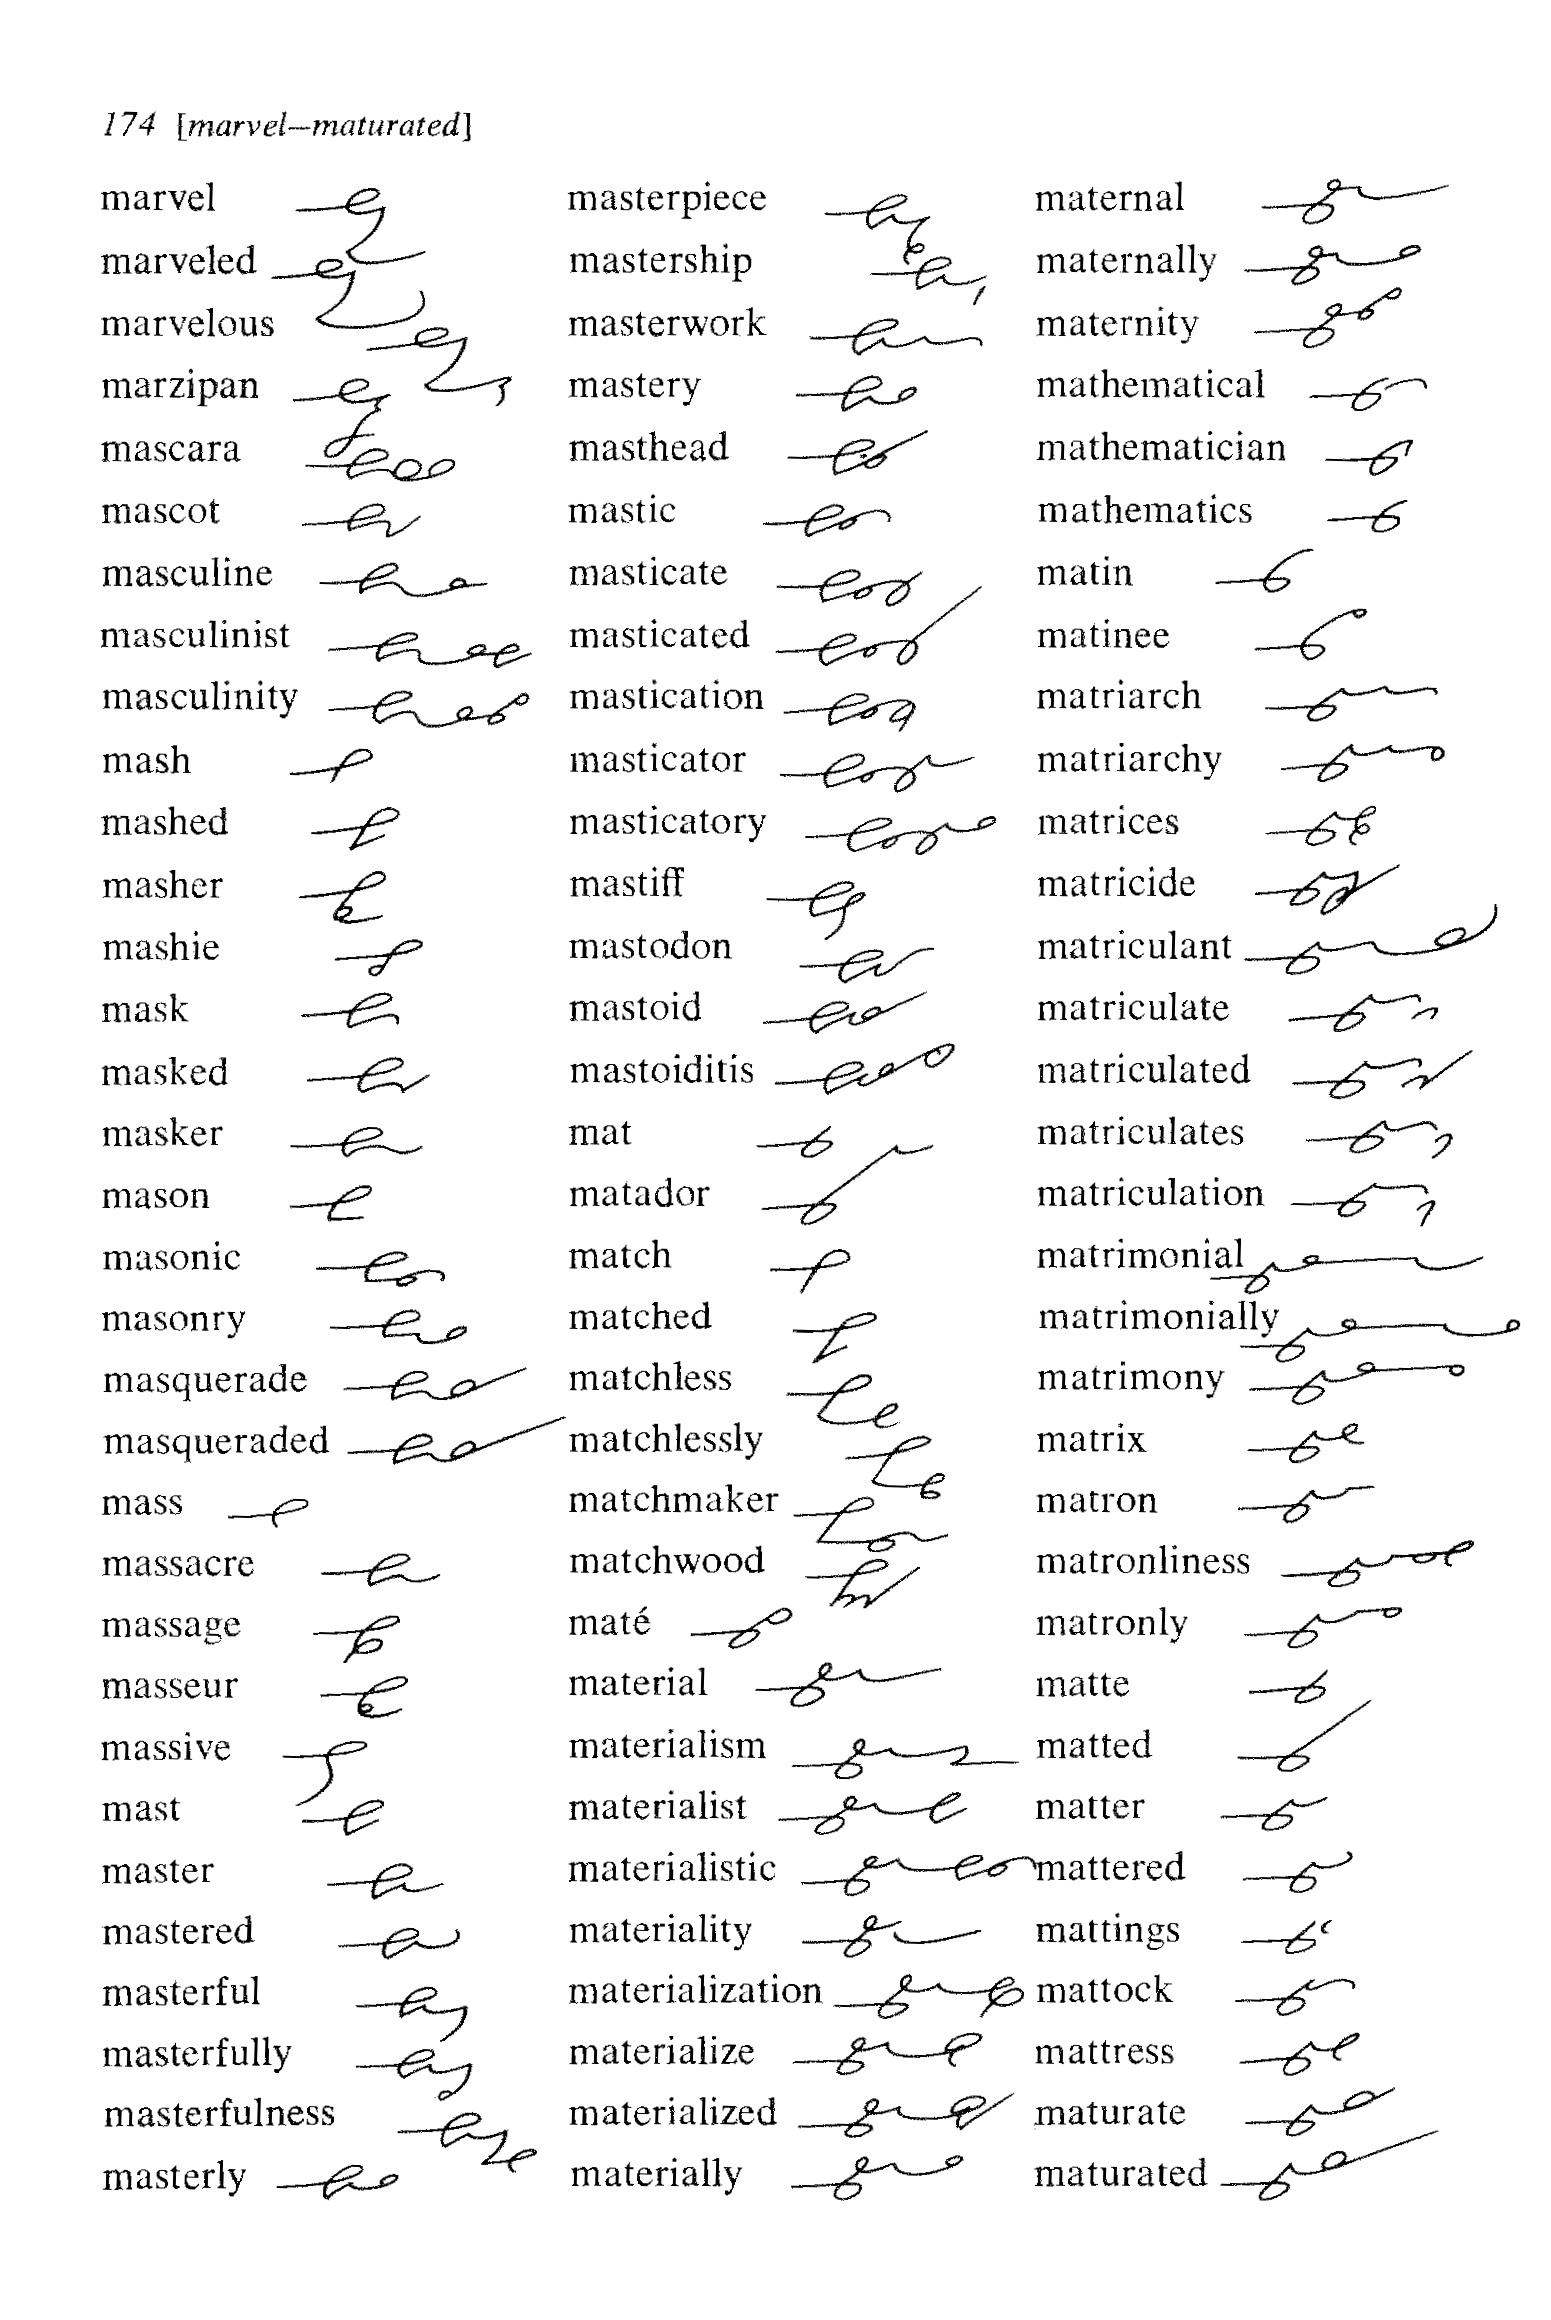 174 [marvel—maturated]
marvel
marveled
marvelous
marzipan
mascara
mascot
masculine
masculinist
masculinity
mash
mashed
masher
mashie
mask
masked
masker
mason
masonic
masonry
masquerade
masqueraded
mass
massacre
massage
masseur
massive
mast
master
mastered
masterful
masterfully
masterfulness
masterly
masterpiece
mastership
masterwork
mastery
masthead
mastic
masticate
masticated
mastication
masticator
masticatory
mastiff
mastodon
mastoid
mastoiditis
mat
matador
match
matched
matchless
matchlessly
matchmaker
matchwood
maté
material
materialism
materialist
materialistic
materiality
materialization
materialize
materialized
materially
maternal
maternally
maternity
mathematical
mathematician
mathematics
matin
matinee
matriarch
matriarchy
matrices
matricide
matriculant
matriculate
matriculated
matriculates
matriculation
matrimonial
matrimonially
matrimony
matrix
matron
matronliness
matronly
matte
matted
matter
mattered
mattings
mattock
mattress
maturate
maturated